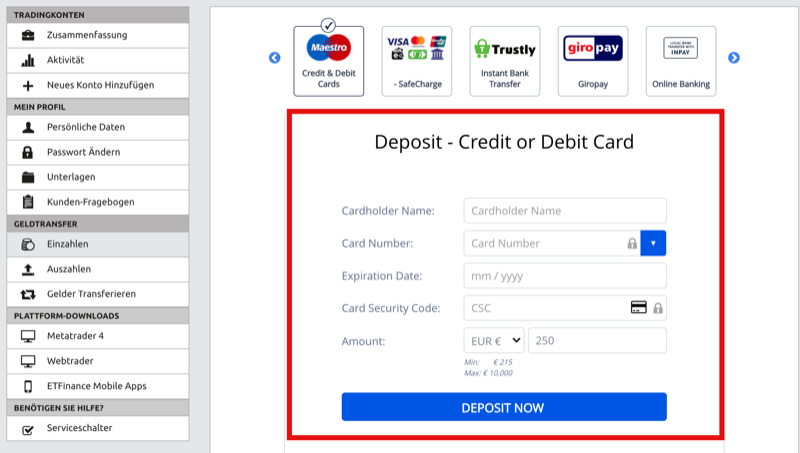 TRADINGKONTEN
Zusammenfassung
Aktivität
Neues Konto Hinzufügen
MEIN PROFIL
Persönliche Daten
Passwort Ändern
Unterlagen
Kunden-Fragebogen
GELDTRANSFER
Einzahlen
Auszahlen
Gelder Transferieren
PLATTFORM-DOWNLOADS
Metatrader 4
Webtrader
ETFinance Mobile Apps
BENÖTIGEN SIE HILFE?
Serviceschalter
Maestro
Credit & Debit
Cards
VISA
- SafeCharge
Trustly
Instant Bank
Transfer
giropay
Giropay
LOCAL BANK
TRANSFER WITH
INPAY
Online Banking
Deposit - Credit or Debit Card
Cardholder Name: Cardholder Name
Card Number: Card Number
Expiration Date: mm / yyyy
Card Security Code: CSC
Amount: EUR € 250
Min: € 215
Max: € 10,000
DEPOSIT NOW